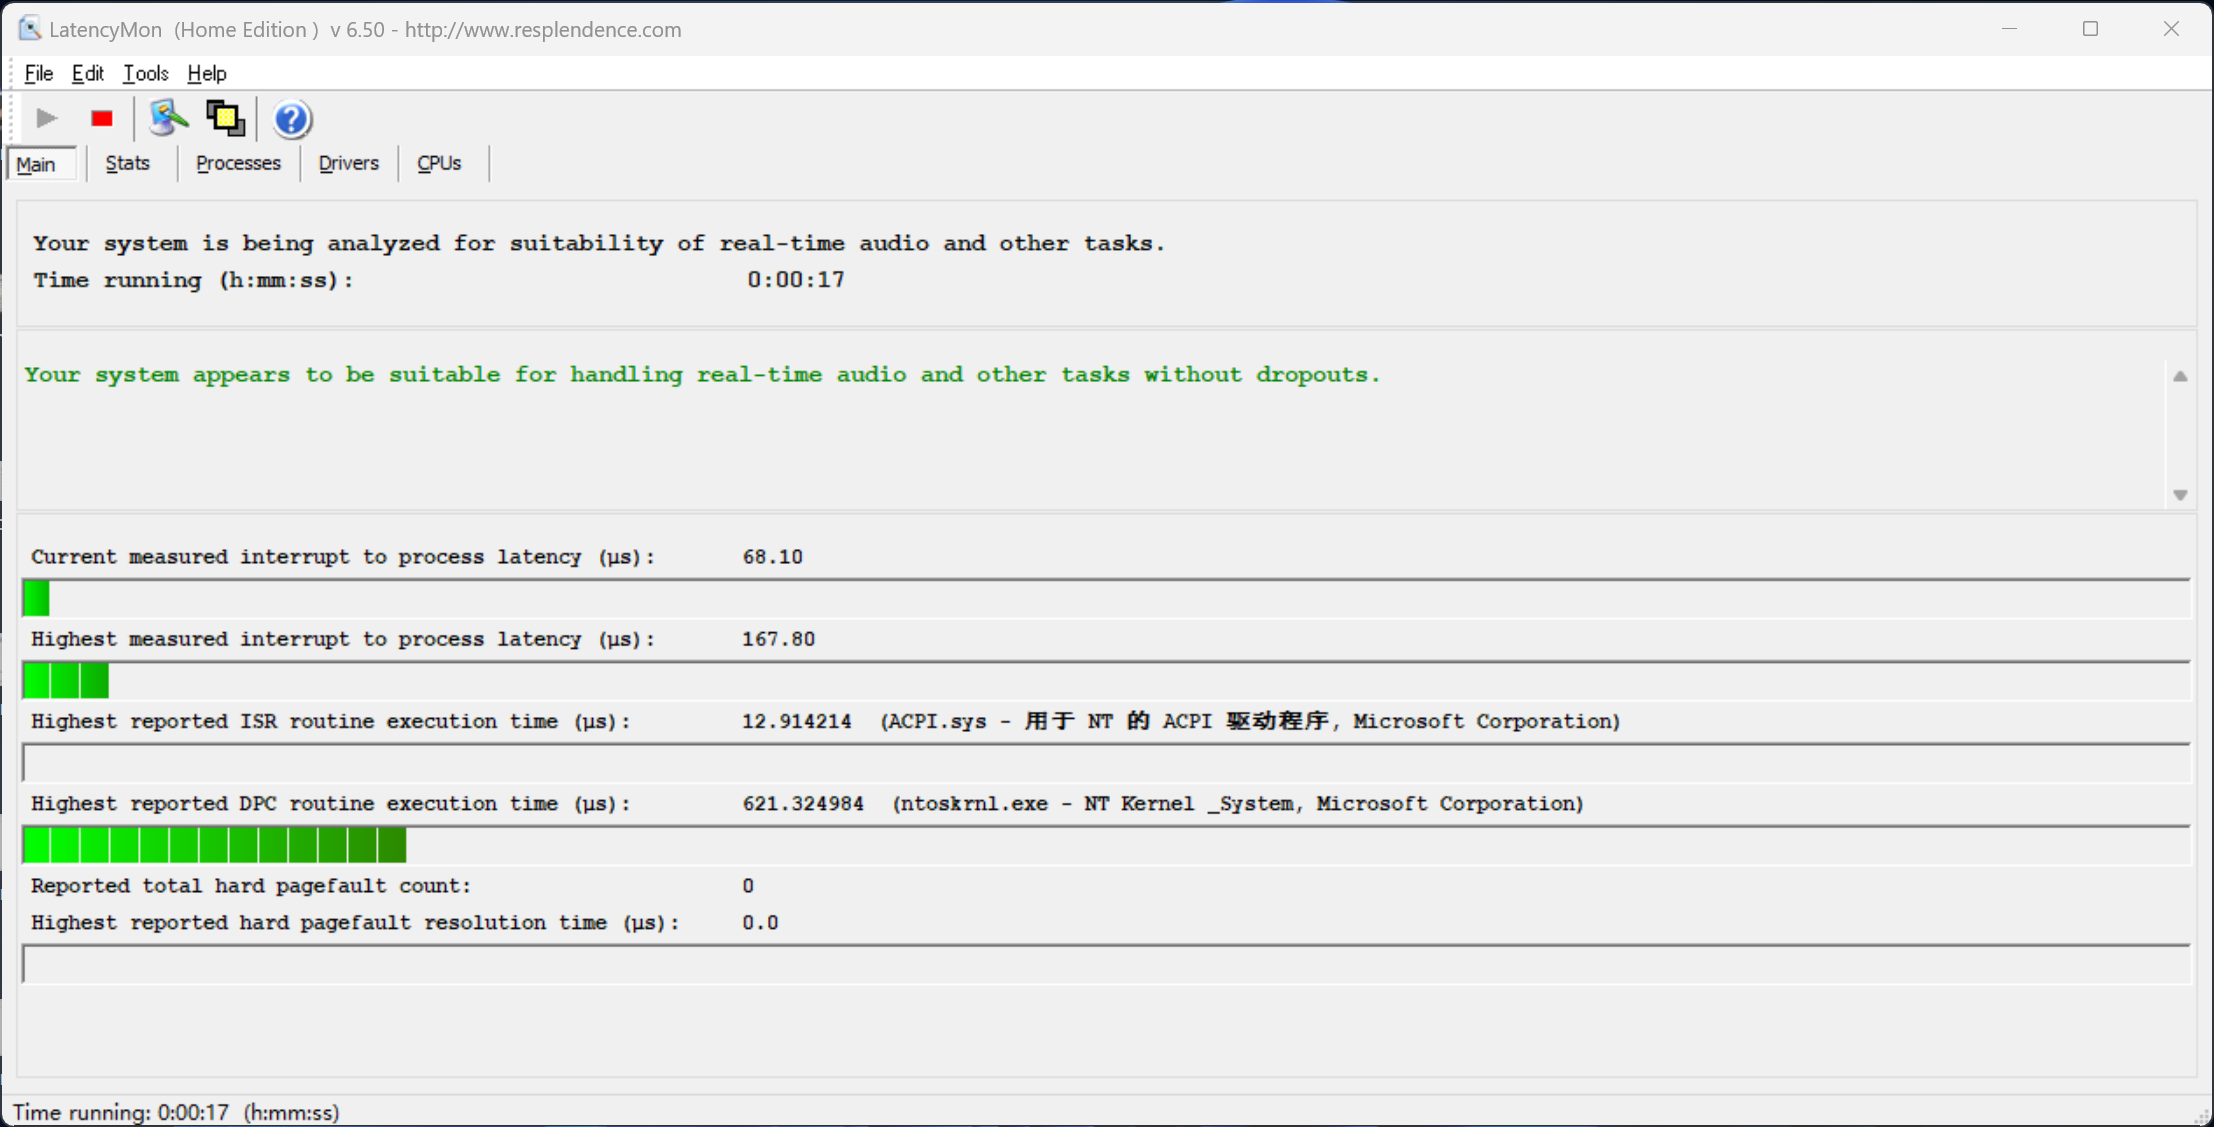 LatencyMon (Home Edition ) v 6.50 - http://www.resplendence.com
File Edit Tools Help
Main Stats Processes Drivers CPUs
Your system is being analyzed for suitability of real-time audio and other tasks.
Time running (h:mm:ss): 0:00:17
Your system appears to be suitable for handling real-time audio and other tasks without dropouts.
Current measured interrupt to process latency (µs): 68.10
Highest measured interrupt to process latency (µs): 167.80
Highest reported ISR routine execution time (µs): 12.914214 (ACPI.sys - 用于 NT 的 ACPI 驱动程序, Microsoft Corporation)
Highest reported DPC routine execution time (µs): 621.324984 (ntoskrnl.exe - NT Kernel _System, Microsoft Corporation)
Reported total hard pagefault count: 0
Highest reported hard pagefault resolution time (µs): 0.0
Time running: 0:00:17 (h:mm:ss)